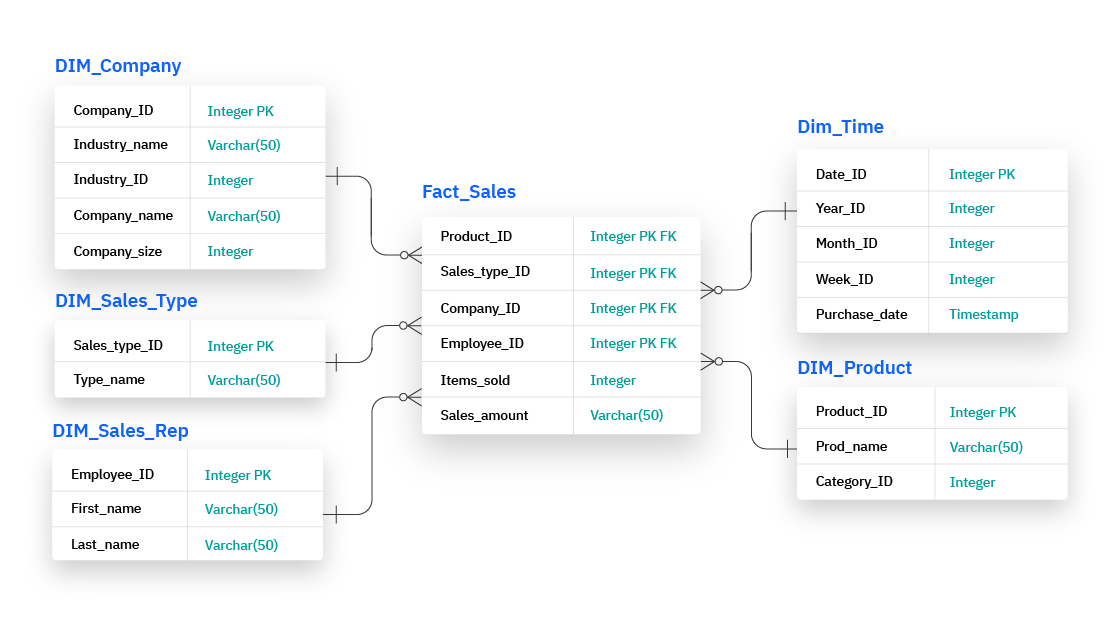 DIM_Company
Company_ID Integer PK
Industry_name Varchar(50)
Industry_ID Integer
Company_name Varchar(50)
Company_size Integer
DIM_Sales_Type
Sales_type_ID Integer PK
Type_name Varchar(50)
DIM_Sales_Rep
Employee_ID Integer PK
First_name Varchar(50)
Last_name Varchar(50)
Fact_Sales
Product_ID Integer PK FK
Sales_type_ID Integer PK FK
Company_ID Integer PK FK
Employee_ID Integer PK FK
Items_sold Integer
Sales_amount Varchar(50)
Dim_Time
Date_ID Integer PK
Year_ID Integer
Month_ID Integer
Week_ID Integer
Purchase_date Timestamp
DIM_Product
Product_ID Integer PK
Prod_name Varchar(50)
Category_ID Integer